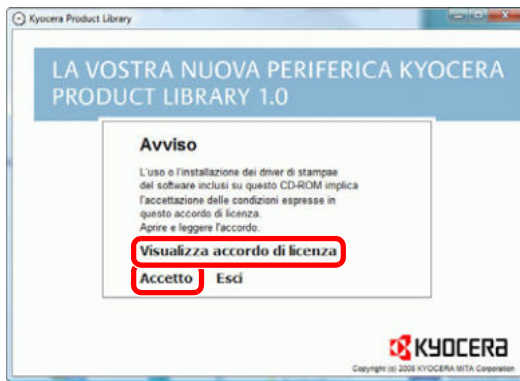 Kyocera Product Library
LA VOSTRA NUOVA PERIFERICA KYOCERA
PRODUCT LIBRARY 1.0
Avviso
L'uso o l'installazione dei driver di stampae
del software inclusi su questo CD-ROM implica
l'accettazione delle condizioni espresse in
questo accordo di licenza.
Aprire e leggere l'accordo.
Visualizza accordo di licenza
Accetto Esci
KYOCERA
Copyright (c) 2008 KYOCERA MITA Corporation